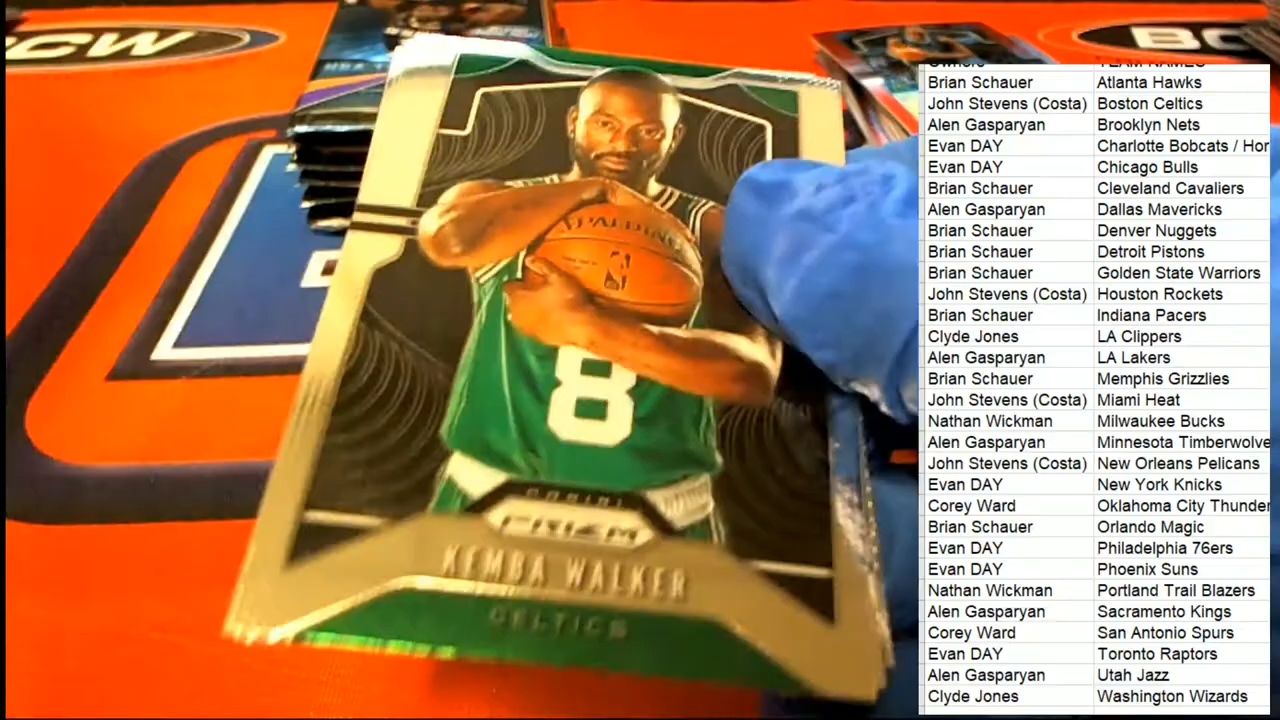 BCW
BC
SPALDING
8
PANINI
PRIZM
KEMBA WALKER
CELTICS
Owners TEAM NAMES
Brian Schauer Atlanta Hawks
John Stevens (Costa) Boston Celtics
Alen Gasparyan Brooklyn Nets
Evan DAY Charlotte Bobcats / Hor
Evan DAY Chicago Bulls
Brian Schauer Cleveland Cavaliers
Alen Gasparyan Dallas Mavericks
Brian Schauer Denver Nuggets
Brian Schauer Detroit Pistons
Brian Schauer Golden State Warriors
John Stevens (Costa) Houston Rockets
Brian Schauer Indiana Pacers
Clyde Jones LA Clippers
Alen Gasparyan LA Lakers
Brian Schauer Memphis Grizzlies
John Stevens (Costa) Miami Heat
Nathan Wickman Milwaukee Bucks
Alen Gasparyan Minnesota Timberwolve
John Stevens (Costa) New Orleans Pelicans
Evan DAY New York Knicks
Corey Ward Oklahoma City Thunder
Brian Schauer Orlando Magic
Evan DAY Philadelphia 76ers
Evan DAY Phoenix Suns
Nathan Wickman Portland Trail Blazers
Alen Gasparyan Sacramento Kings
Corey Ward San Antonio Spurs
Evan DAY Toronto Raptors
Alen Gasparyan Utah Jazz
Clyde Jones Washington Wizards